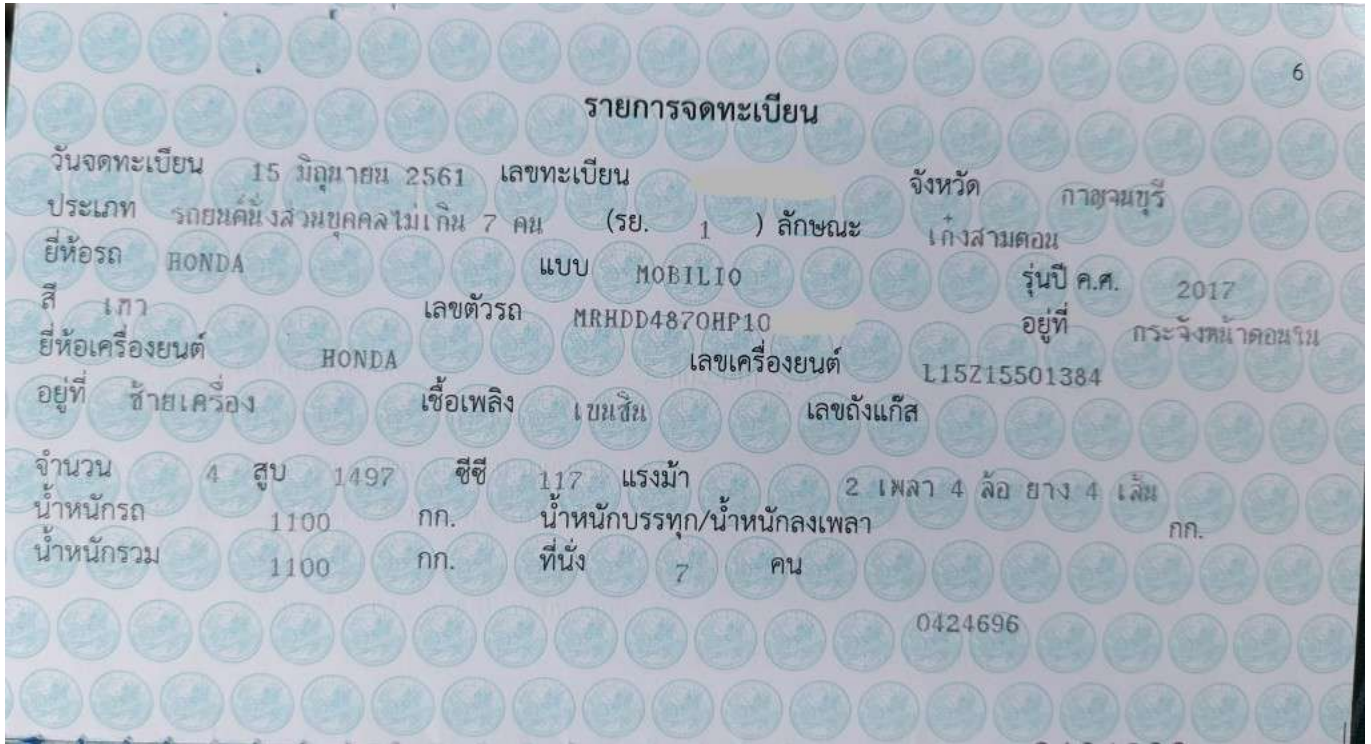 6
รายการจดทะเบียน
วันจดทะเบียน 15 มิถุนายน 2561 เลขทะเบียน จังหวัด กาญจนบุรี
ประเภท รถยนต์นั่งส่วนบุคคลไม่เกิน 7 คน (รย. 1 ) ลักษณะ เก๋งสามตอน
ยี่ห้อรถ HONDA แบบ MOBILIO รุ่นปี ค.ศ. 2017
สี เทา เลขตัวรถ MRHDD4870HP10 อยู่ที่ กระจังหน้าตอนใน
ยี่ห้อเครื่องยนต์ HONDA เลขเครื่องยนต์ L15Z15501384
อยู่ที่ ซ้ายเครื่อง เชื้อเพลิง เบนซิน เลขถังแก๊ส
จำนวน 4 สูบ 1497 ซีซี 117 แรงม้า 2 เพลา 4 ล้อ ยาง 4 เส้น
น้ำหนักรถ 1100 กก. น้ำหนักบรรทุก/น้ำหนักลงเพลา กก.
น้ำหนักรวม 1100 กก. ที่นั่ง 7 คน
0424696